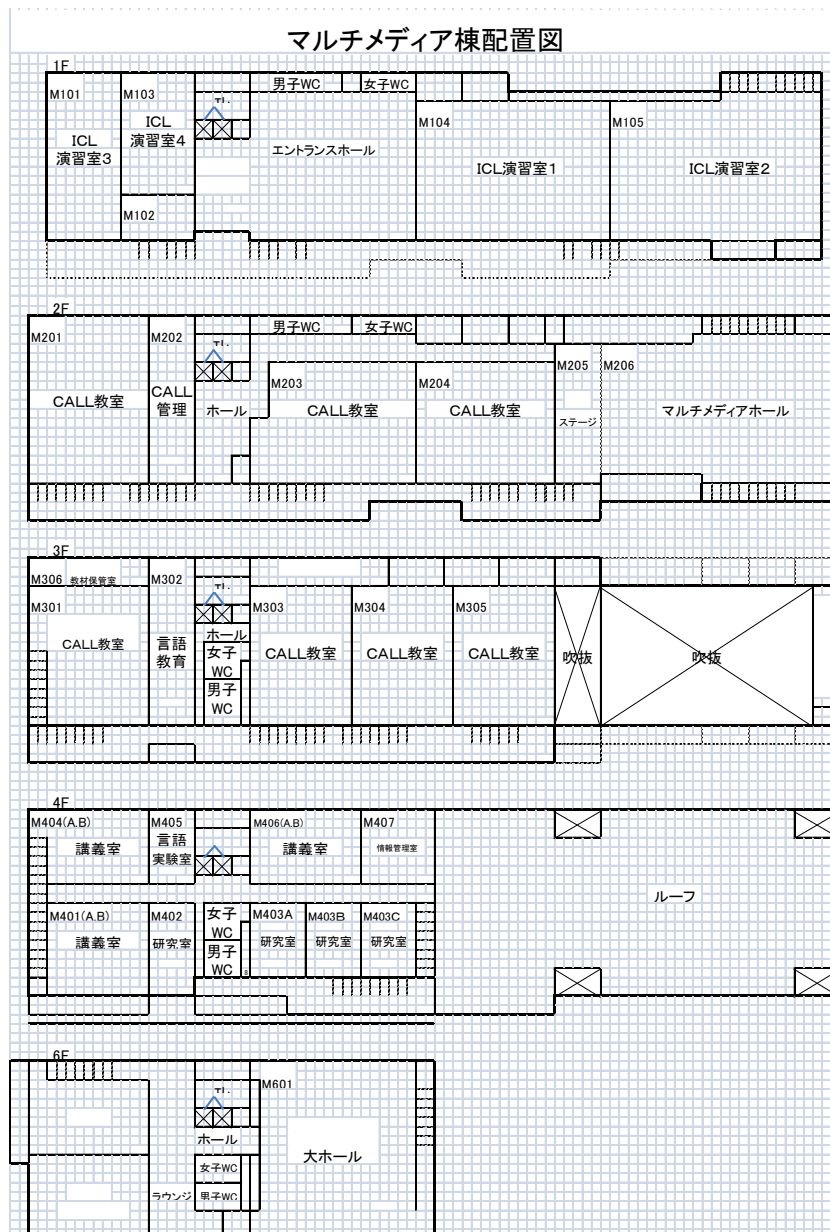 マルチメディア棟配置図
1F
男子WC
女子WC
M101
M103
ICL
演習室3
ICL
演習室4
M102
エントランスホール
M104
ICL演習室1
M105
ICL演習室2
2F
男子WC
女子WC
M201
CALL教室
M202
CALL
管理
ホール
M203
CALL教室
M204
CALL教室
M205
ステージ
M206
マルチメディアホール
3F
M306 教材保管室
M301
CALL教室
M302
言語
教育
ホール
女子
WC
男子
WC
M303
CALL教室
M304
CALL教室
M305
CALL教室
吹抜
吹抜
4F
M404(A.B)
講義室
M405
言語
実験室
M406(A.B)
講義室
M407
情報管理室
ルーフ
M401(A.B)
講義室
M402
研究室
女子
WC
男子
WC
M403A
研究室
M403B
研究室
M403C
研究室
6F
M601
ホール
大ホール
女子WC
ラウンジ
男子WC